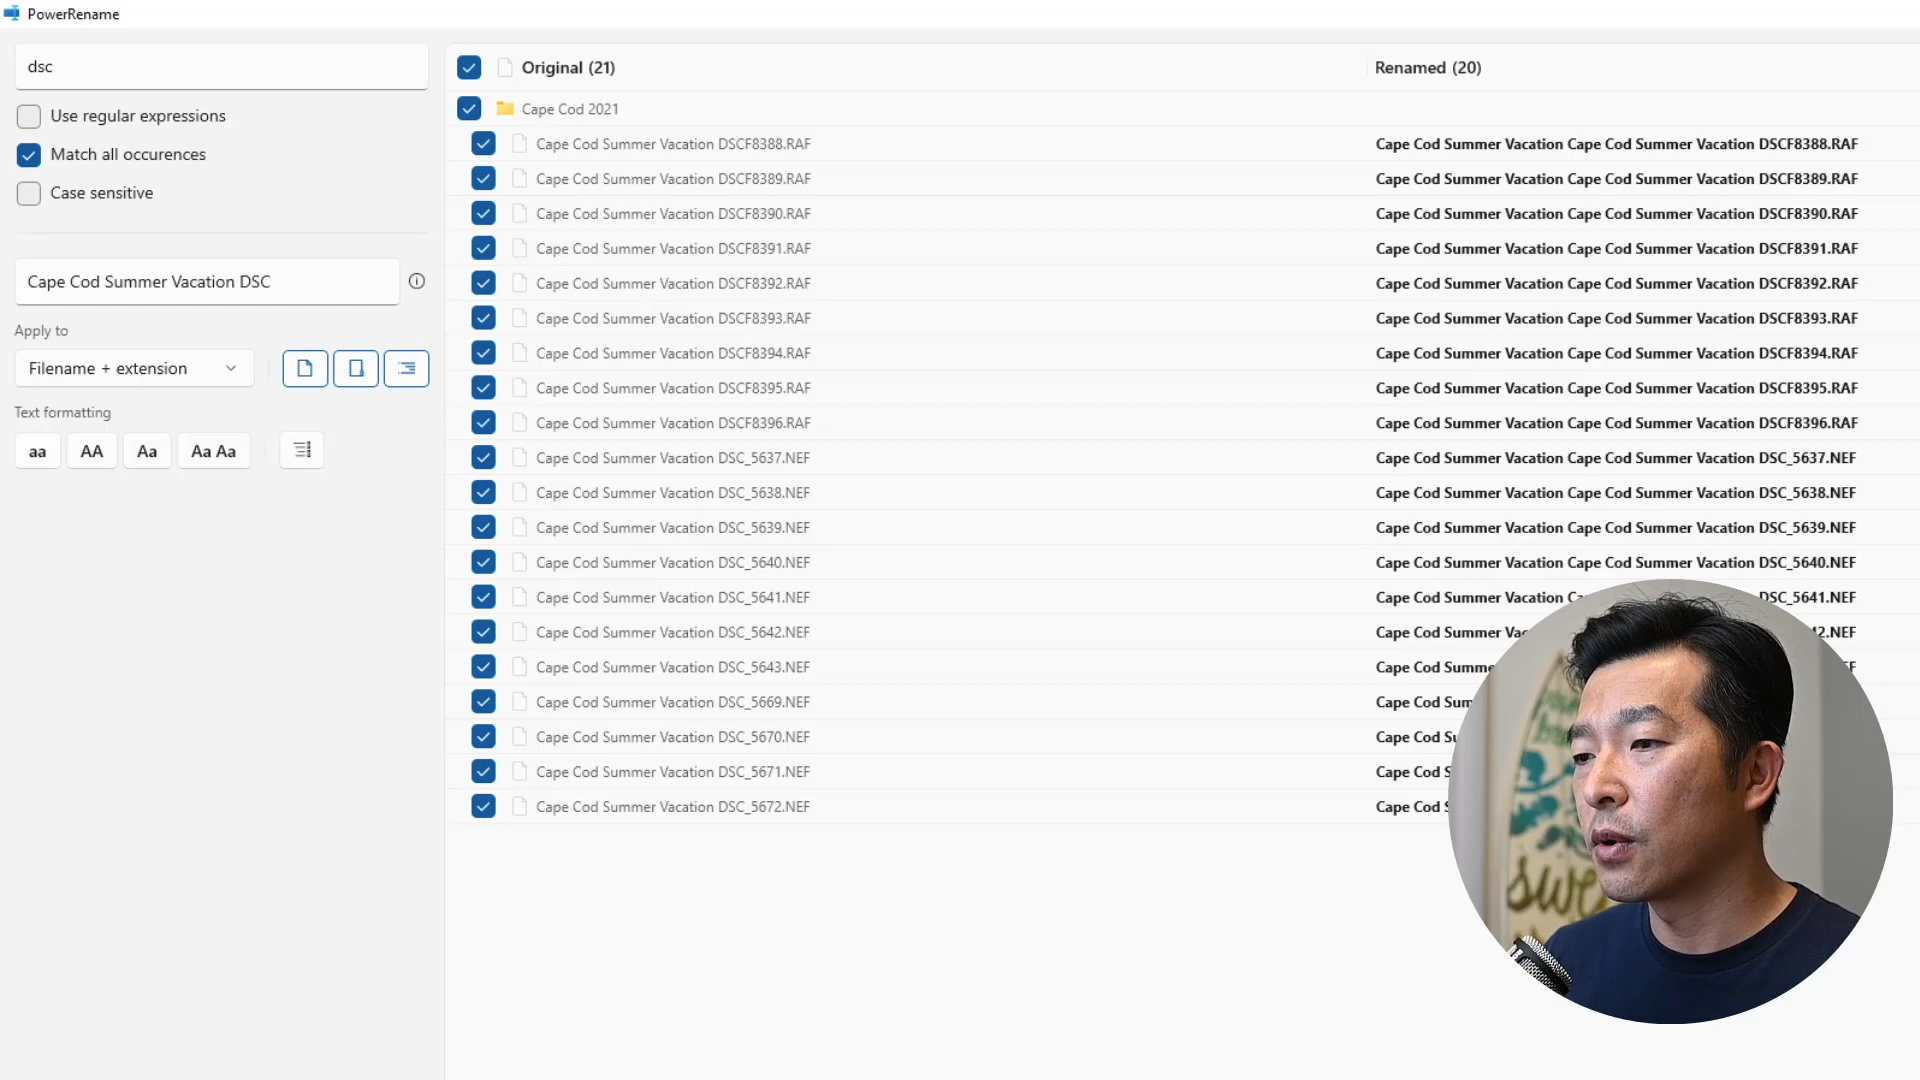 PowerRename
dsc
Original (21)
Renamed (20)
Use regular expressions
Match all occurences
Case sensitive
Cape Cod Summer Vacation DSC
Apply to
Filename + extension
Text formatting
aa
AA
Aa
Aa Aa
Cape Cod 2021
Cape Cod Summer Vacation DSCF8388.RAF
Cape Cod Summer Vacation Cape Cod Summer Vacation DSCF8388.RAF
Cape Cod Summer Vacation DSCF8389.RAF
Cape Cod Summer Vacation Cape Cod Summer Vacation DSCF8389.RAF
Cape Cod Summer Vacation DSCF8390.RAF
Cape Cod Summer Vacation Cape Cod Summer Vacation DSCF8390.RAF
Cape Cod Summer Vacation DSCF8391.RAF
Cape Cod Summer Vacation Cape Cod Summer Vacation DSCF8391.RAF
Cape Cod Summer Vacation DSCF8392.RAF
Cape Cod Summer Vacation Cape Cod Summer Vacation DSCF8392.RAF
Cape Cod Summer Vacation DSCF8393.RAF
Cape Cod Summer Vacation Cape Cod Summer Vacation DSCF8393.RAF
Cape Cod Summer Vacation DSCF8394.RAF
Cape Cod Summer Vacation Cape Cod Summer Vacation DSCF8394.RAF
Cape Cod Summer Vacation DSCF8395.RAF
Cape Cod Summer Vacation Cape Cod Summer Vacation DSCF8395.RAF
Cape Cod Summer Vacation DSCF8396.RAF
Cape Cod Summer Vacation Cape Cod Summer Vacation DSCF8396.RAF
Cape Cod Summer Vacation DSC_5637.NEF
Cape Cod Summer Vacation Cape Cod Summer Vacation DSC_5637.NEF
Cape Cod Summer Vacation DSC_5638.NEF
Cape Cod Summer Vacation Cape Cod Summer Vacation DSC_5638.NEF
Cape Cod Summer Vacation DSC_5639.NEF
Cape Cod Summer Vacation Cape Cod Summer Vacation DSC_5639.NEF
Cape Cod Summer Vacation DSC_5640.NEF
Cape Cod Summer Vacation Cape Cod Summer Vacation DSC_5640.NEF
Cape Cod Summer Vacation DSC_5641.NEF
Cape Cod Summer Vacation DSC_5641.NEF
Cape Cod Summer Vacation DSC_5642.NEF
Cape Cod Summer
Cape Cod Summer Vacation DSC_5643.NEF
Cape Cod
Cape Cod Summer Vacation DSC_5669.NEF
Cape Cod
Cape Cod Summer Vacation DSC_5670.NEF
Cape Cod
Cape Cod Summer Vacation DSC_5671.NEF
Cape Cod
Cape Cod Summer Vacation DSC_5672.NEF
Cape Cod